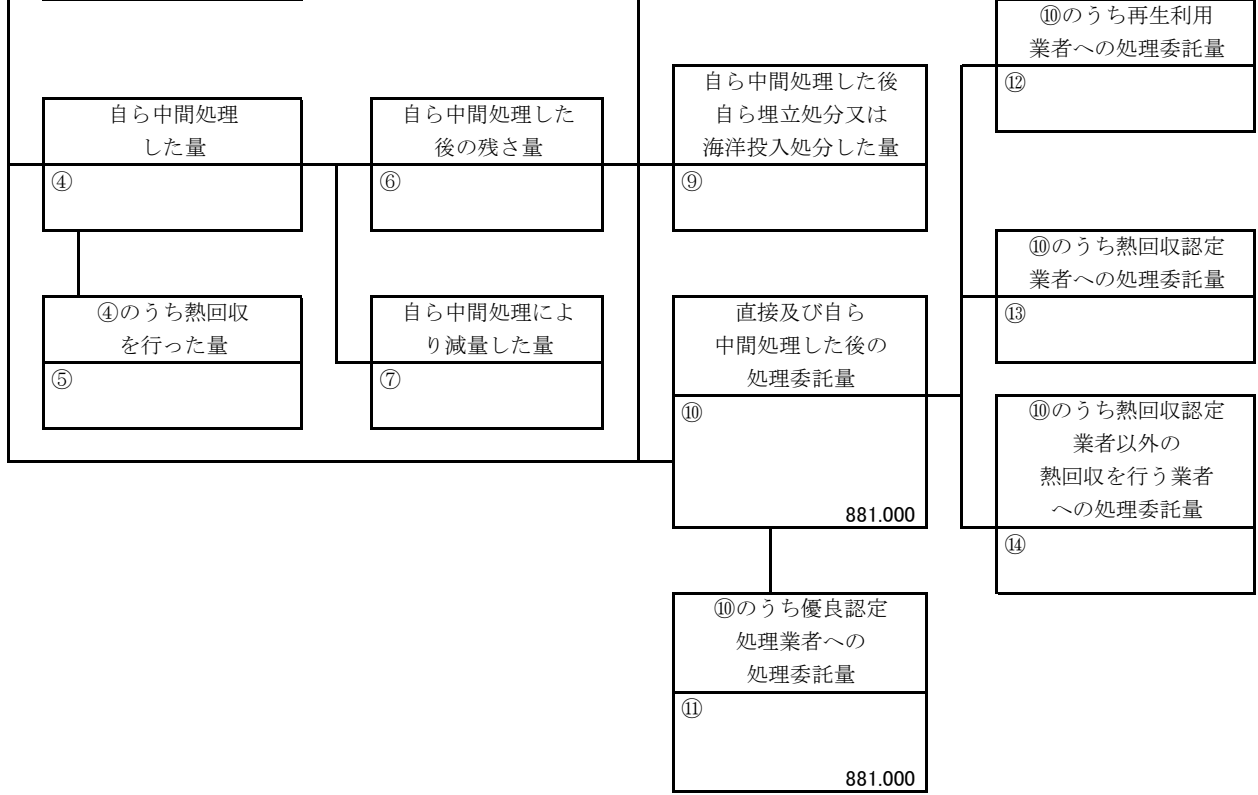 ⑩のうち再生利用
業者への処理委託量
⑫
自ら中間処理
した量
④
自ら中間処理した
後の残さ量
⑥
自ら中間処理した後
自ら埋立処分又は
海洋投入処分した量
⑨
⑩のうち熱回収認定
業者への処理委託量
⑬
④のうち熱回収
を行った量
⑤
自ら中間処理によ
り減量した量
⑦
直接及び自ら
中間処理した後の
処理委託量
⑩
881.000
⑩のうち熱回収認定
業者以外の
熱回収を行う業者
への処理委託量
⑭
⑩のうち優良認定
処理業者への
処理委託量
⑪
881.000